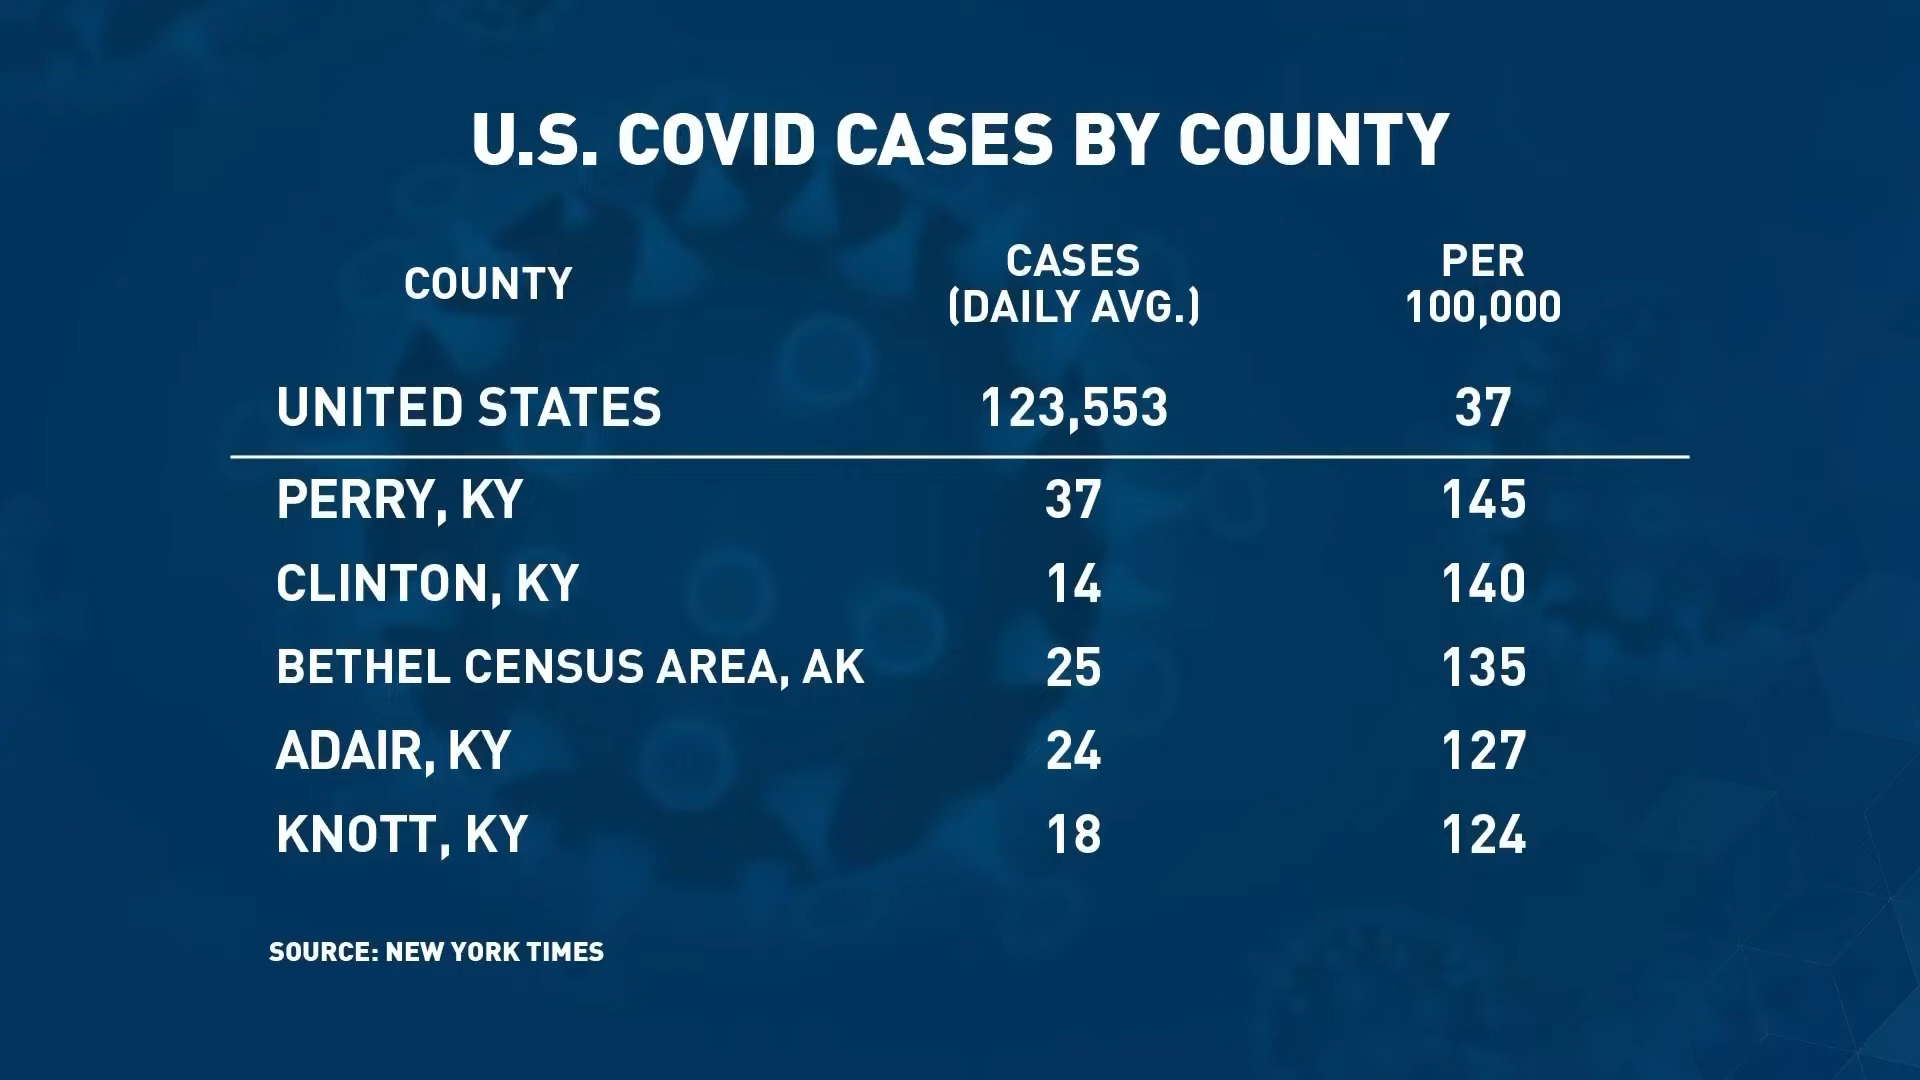 U.S. COVID CASES BY COUNTY
COUNTY CASES (DAILY AVG.) PER 100,000
UNITED STATES 123,553 37
PERRY, KY 37 145
CLINTON, KY 14 140
BETHEL CENSUS AREA, AK 25 135
ADAIR, KY 24 127
KNOTT, KY 18 124
SOURCE: NEW YORK TIMES